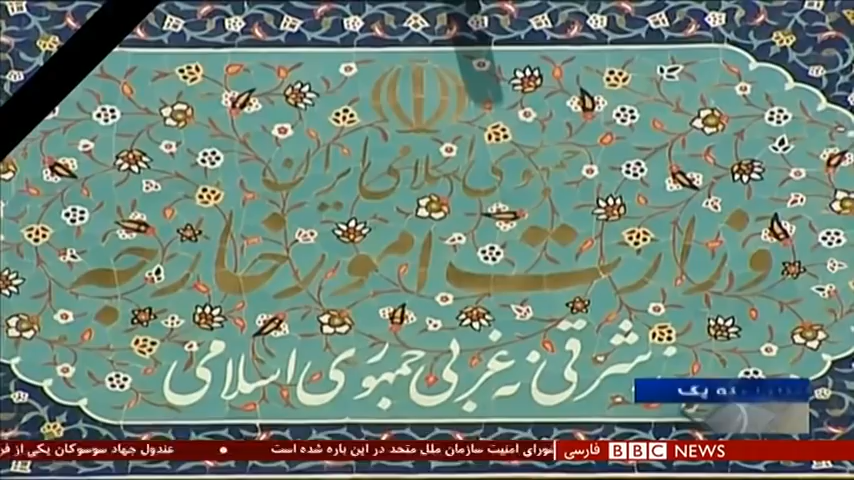 جمهوری اسلامی ایران
وزارت امور خارجه
نه شرقی نه غربی جمهوری اسلامی
یک
شورای امنیت سازمان ملل متحد در این باره شده است • عندول جهاد سوسوکان یکی از
فارسی BBC NEWS